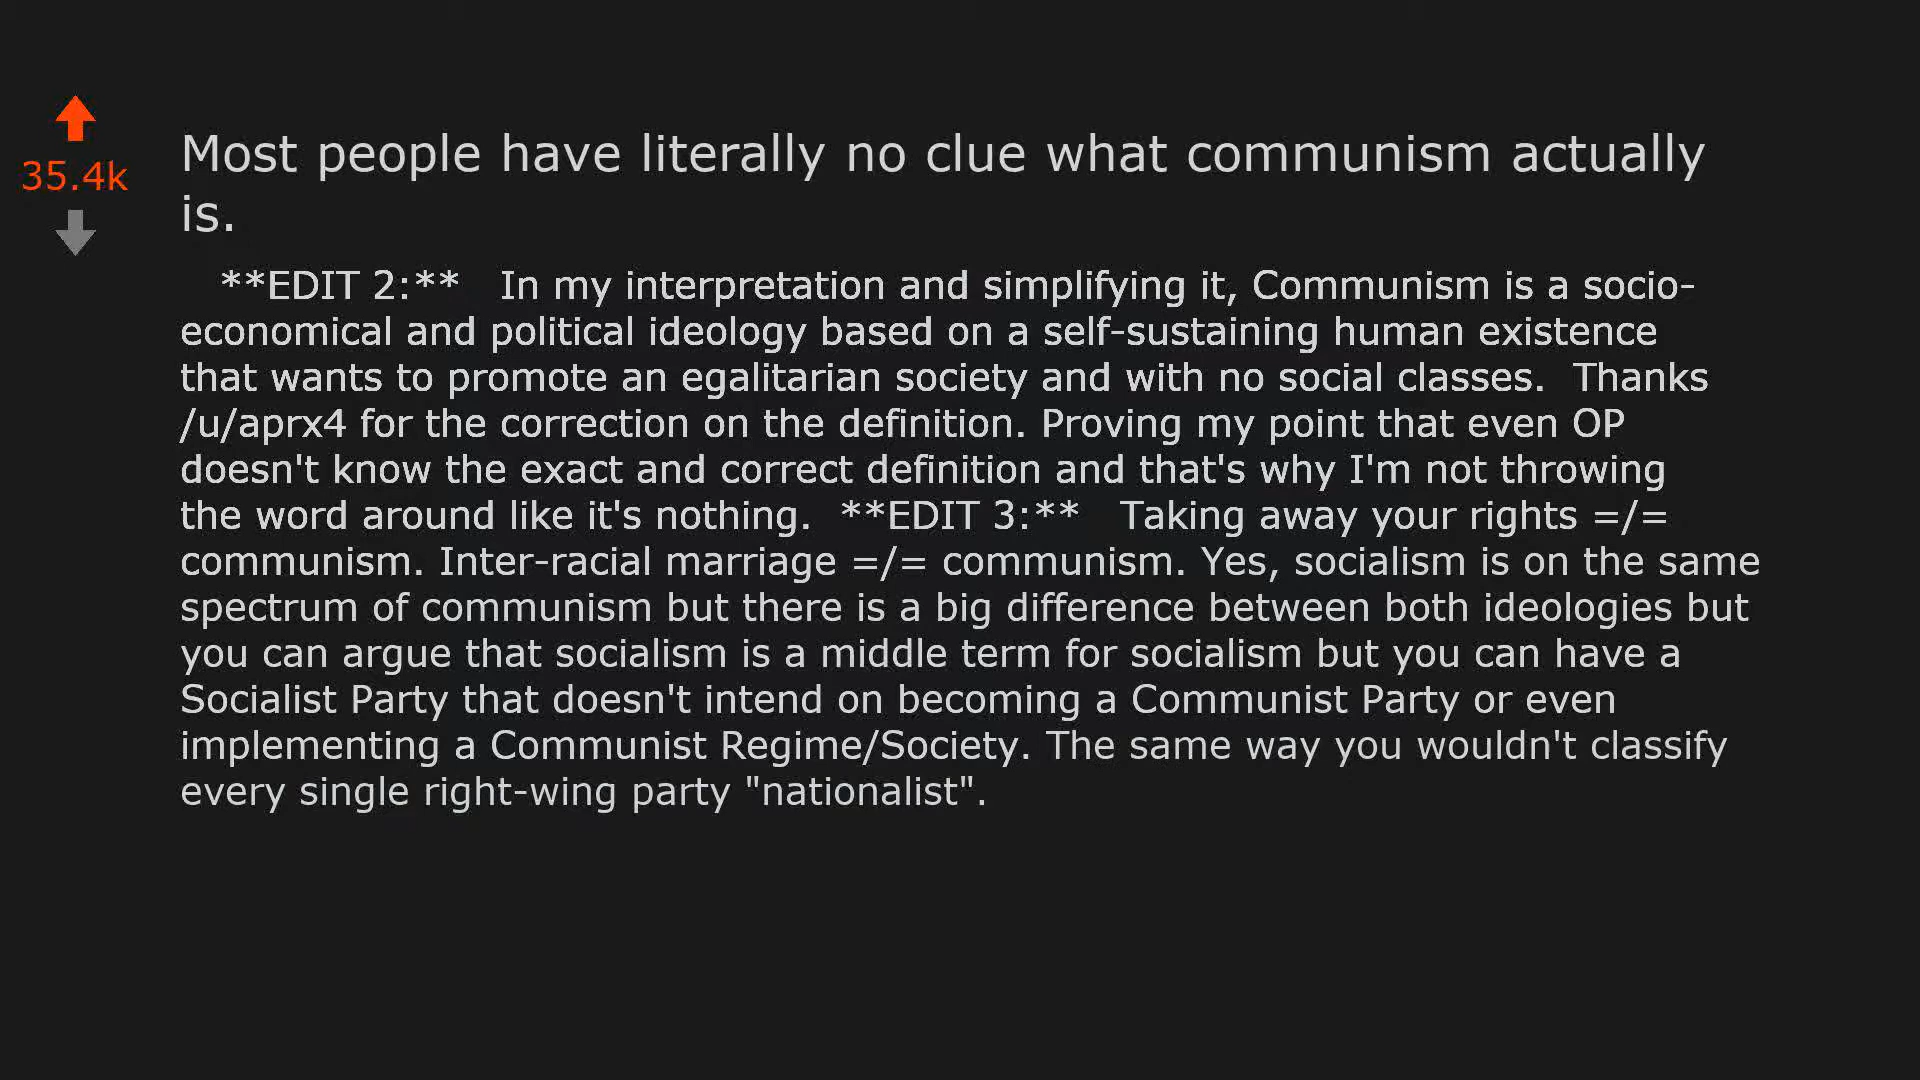 35.4k
Most people have literally no clue what communism actually
is.
**EDIT 2:** In my interpretation and simplifying it, Communism is a socio-
economical and political ideology based on a self-sustaining human existence
that wants to promote an egalitarian society and with no social classes. Thanks
/u/aprx4 for the correction on the definition. Proving my point that even OP
doesn't know the exact and correct definition and that's why I'm not throwing
the word around like it's nothing. **EDIT 3:** Taking away your rights =/=
communism. Inter-racial marriage =/= communism. Yes, socialism is on the same
spectrum of communism but there is a big difference between both ideologies but
you can argue that socialism is a middle term for socialism but you can have a
Socialist Party that doesn't intend on becoming a Communist Party or even
implementing a Communist Regime/Society. The same way you wouldn't classify
every single right-wing party "nationalist".